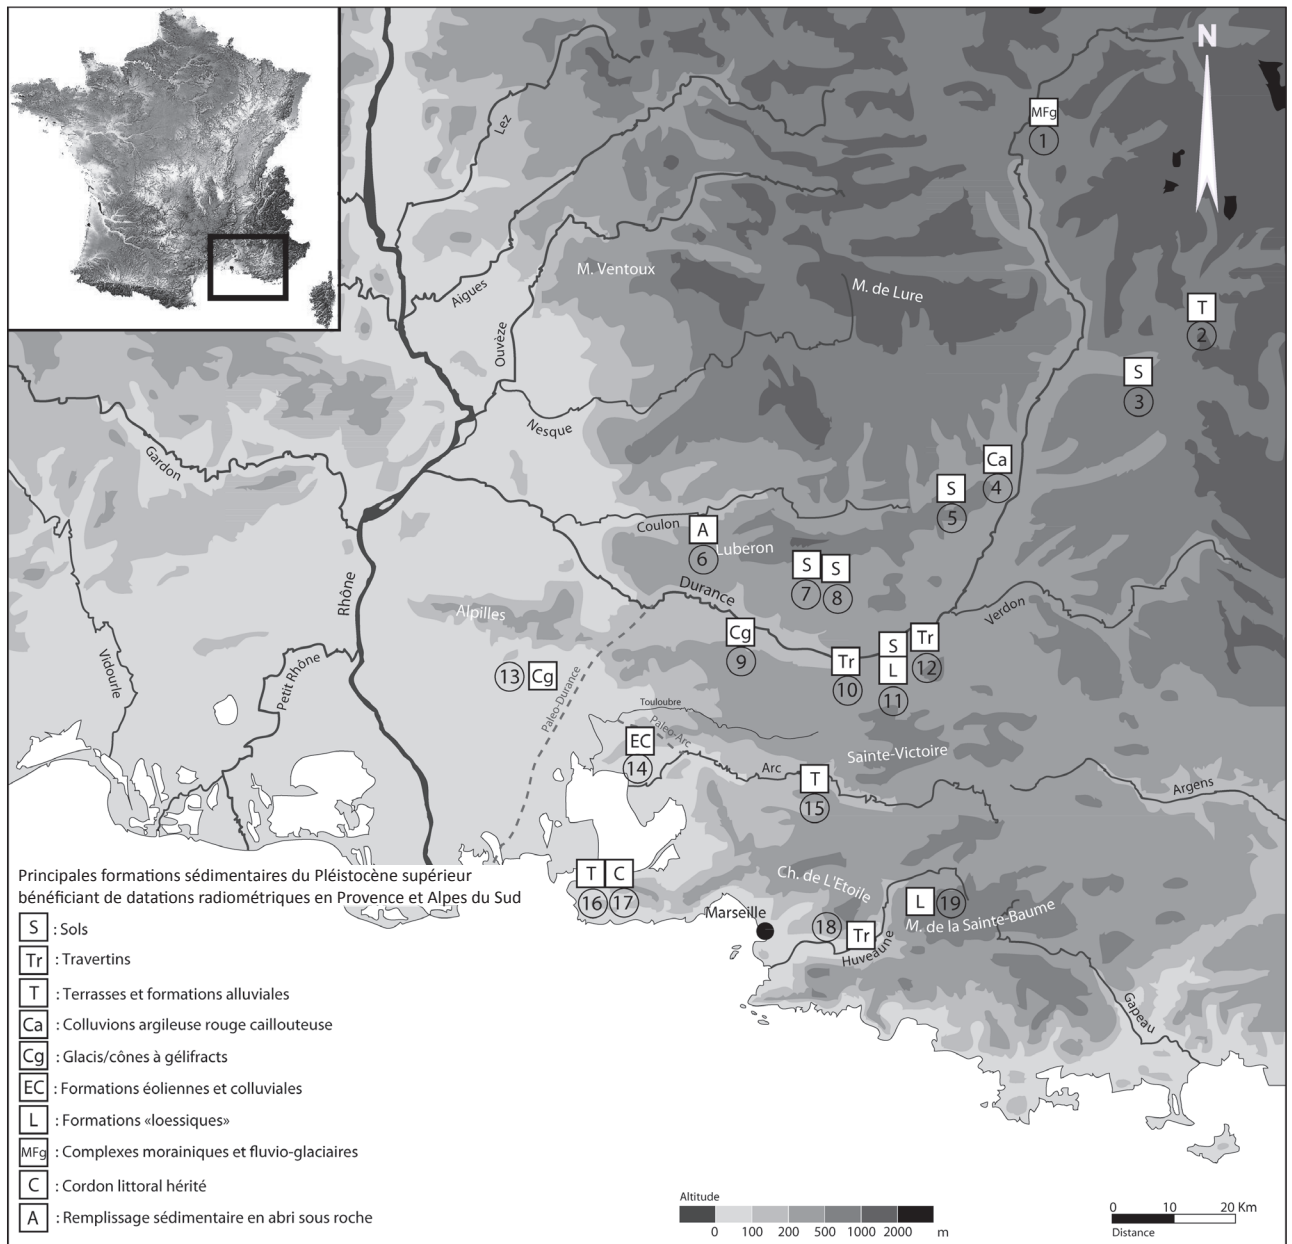 N
MFg
1
Lez
M. Ventoux
Aigues
M. de Lure
T
2
Ouvèze
S
3
Nesque
Gardon
Ca
4
S
5
Coulon
A
6
Luberon
S
7
S
8
Rhône
Durance
Alpilles
Verdon
Cg
9
Tr
10
S
L
11
Tr
12
13
Cg
Vidourle
Petit Rhône
Paleo-Durance
Touloubre
Paleo-Arc
EC
14
Sainte-Victoire
Arc
T
15
Argens
T
16
C
17
Ch. de L'Etoile
Marseille
L
19
M. de la Sainte-Baume
18
Tr
Huveaune
Gapeau
Principales formations sédimentaires du Pléistocène supérieur
bénéficiant de datations radiométriques en Provence et Alpes du Sud
S : Sols
Tr : Travertins
T : Terrasses et formations alluviales
Ca : Colluvions argileuse rouge caillouteuse
Cg : Glacis/cônes à gélifracts
EC : Formations éoliennes et colluviales
L : Formations «loessiques»
MFg : Complexes morainiques et fluvio-glaciaires
C : Cordon littoral hérité
A : Remplissage sédimentaire en abri sous roche
Altitude
0 100 200 500 1000 2000 m
0 10 20 Km
Distance